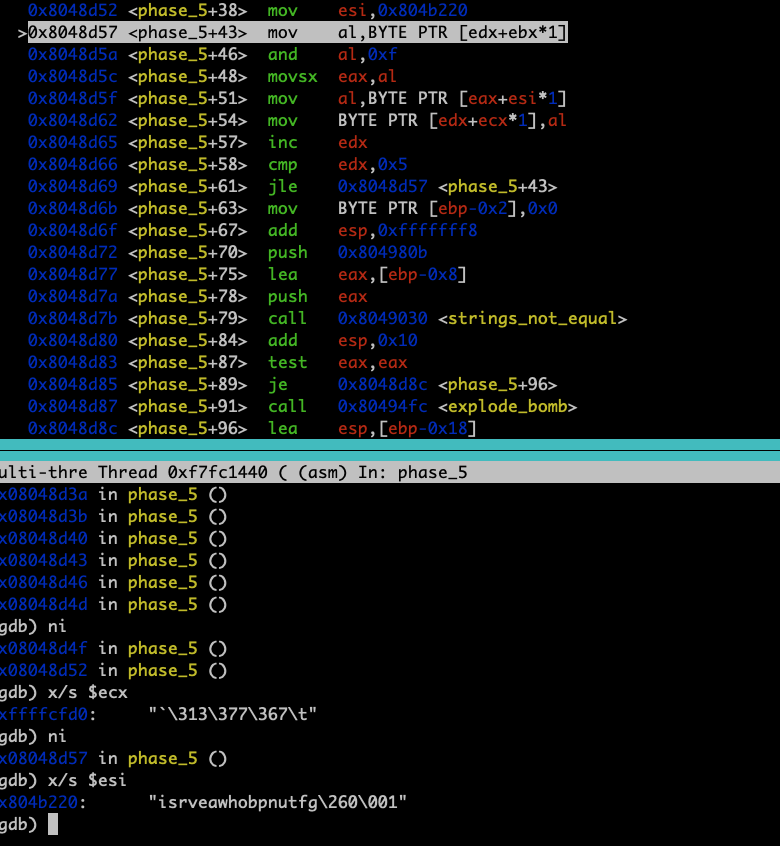 0x8048d52 <phase_5+38> mov esi,0x804b220
>0x8048d57 <phase_5+43> mov al,BYTE PTR [edx+ebx*1]
0x8048d5a <phase_5+46> and al,0xf
0x8048d5c <phase_5+48> movsx eax,al
0x8048d5f <phase_5+51> mov al,BYTE PTR [eax+esi*1]
0x8048d62 <phase_5+54> mov BYTE PTR [edx+ecx*1],al
0x8048d65 <phase_5+57> inc edx
0x8048d66 <phase_5+58> cmp edx,0x5
0x8048d69 <phase_5+61> jle 0x8048d57 <phase_5+43>
0x8048d6b <phase_5+63> mov BYTE PTR [ebp-0x2],0x0
0x8048d6f <phase_5+67> add esp,0xfffffff8
0x8048d72 <phase_5+70> push 0x804980b
0x8048d77 <phase_5+75> lea eax,[ebp-0x8]
0x8048d7a <phase_5+78> push eax
0x8048d7b <phase_5+79> call 0x8049030 <strings_not_equal>
0x8048d80 <phase_5+84> add esp,0x10
0x8048d83 <phase_5+87> test eax,eax
0x8048d85 <phase_5+89> je 0x8048d8c <phase_5+96>
0x8048d87 <phase_5+91> call 0x80494fc <explode_bomb>
0x8048d8c <phase_5+96> lea esp,[ebp-0x18]
ulti-thre Thread 0xf7fc1440 ( (asm) In: phase_5
x08048d3a in phase_5 ()
x08048d3b in phase_5 ()
x08048d40 in phase_5 ()
x08048d43 in phase_5 ()
x08048d46 in phase_5 ()
x08048d4d in phase_5 ()
gdb) ni
x08048d4f in phase_5 ()
x08048d52 in phase_5 ()
gdb) x/s $ecx
xffffcfd0: "`\313\377\367\t"
gdb) ni
x08048d57 in phase_5 ()
gdb) x/s $esi
x804b220: "isrveawhobpnutfg\260\001"
gdb)